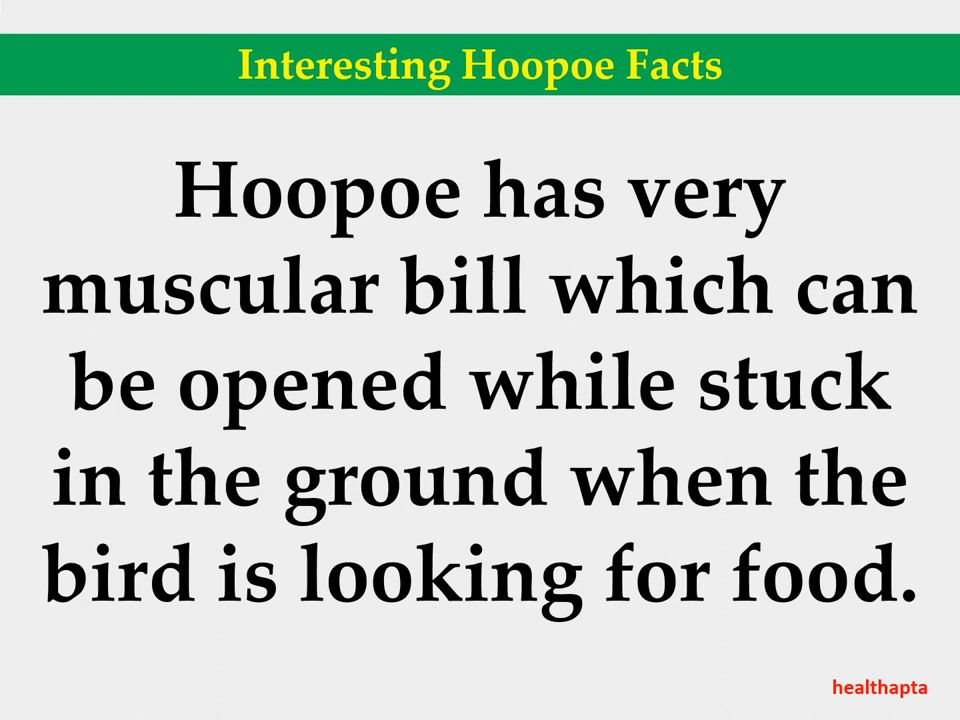 Interesting Hoopoe Facts
Hoopoe has very
muscular bill which can
be opened while stuck
in the ground when the
bird is looking for food.
healthapta